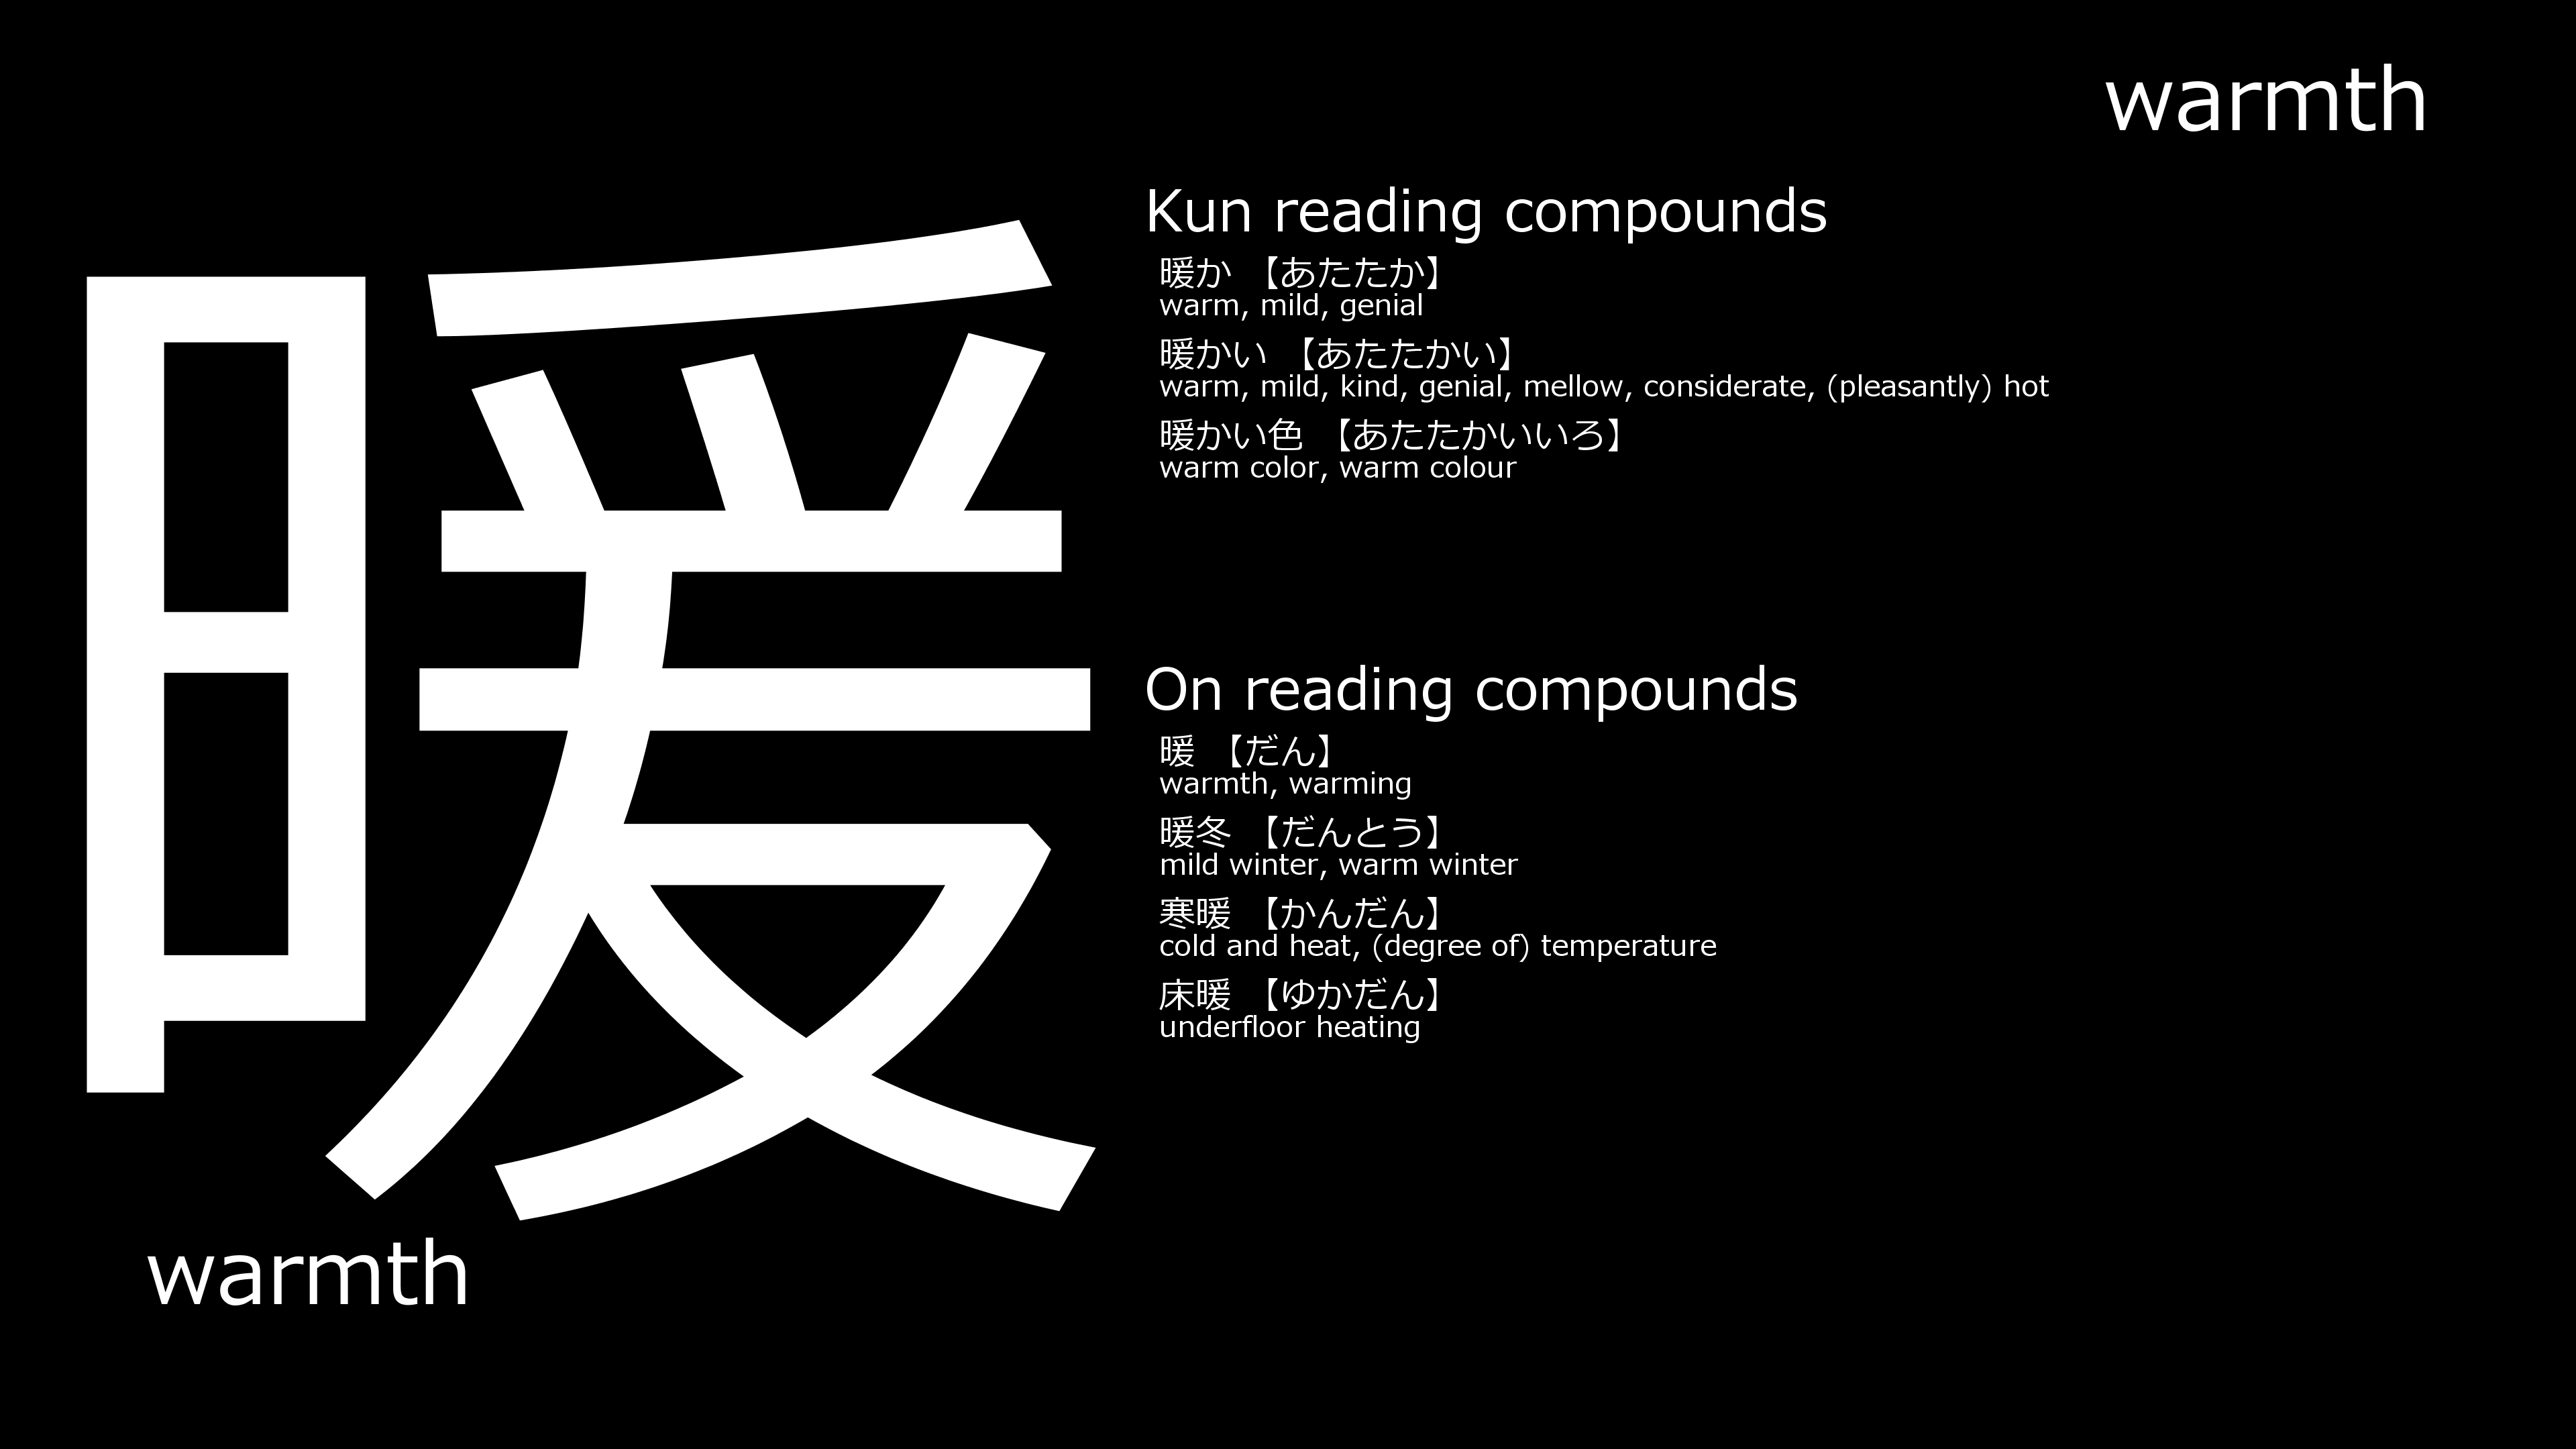 warmth
暖
warmth
Kun reading compounds
暖か 【あたたか】
warm, mild, genial
暖かい 【あたたかい】
warm, mild, kind, genial, mellow, considerate, (pleasantly) hot
暖かい色 【あたたかいいろ】
warm color, warm colour
On reading compounds
暖 【だん】
warmth, warming
暖冬 【だんとう】
mild winter, warm winter
寒暖 【かんだん】
cold and heat, (degree of) temperature
床暖 【ゆかだん】
underfloor heating